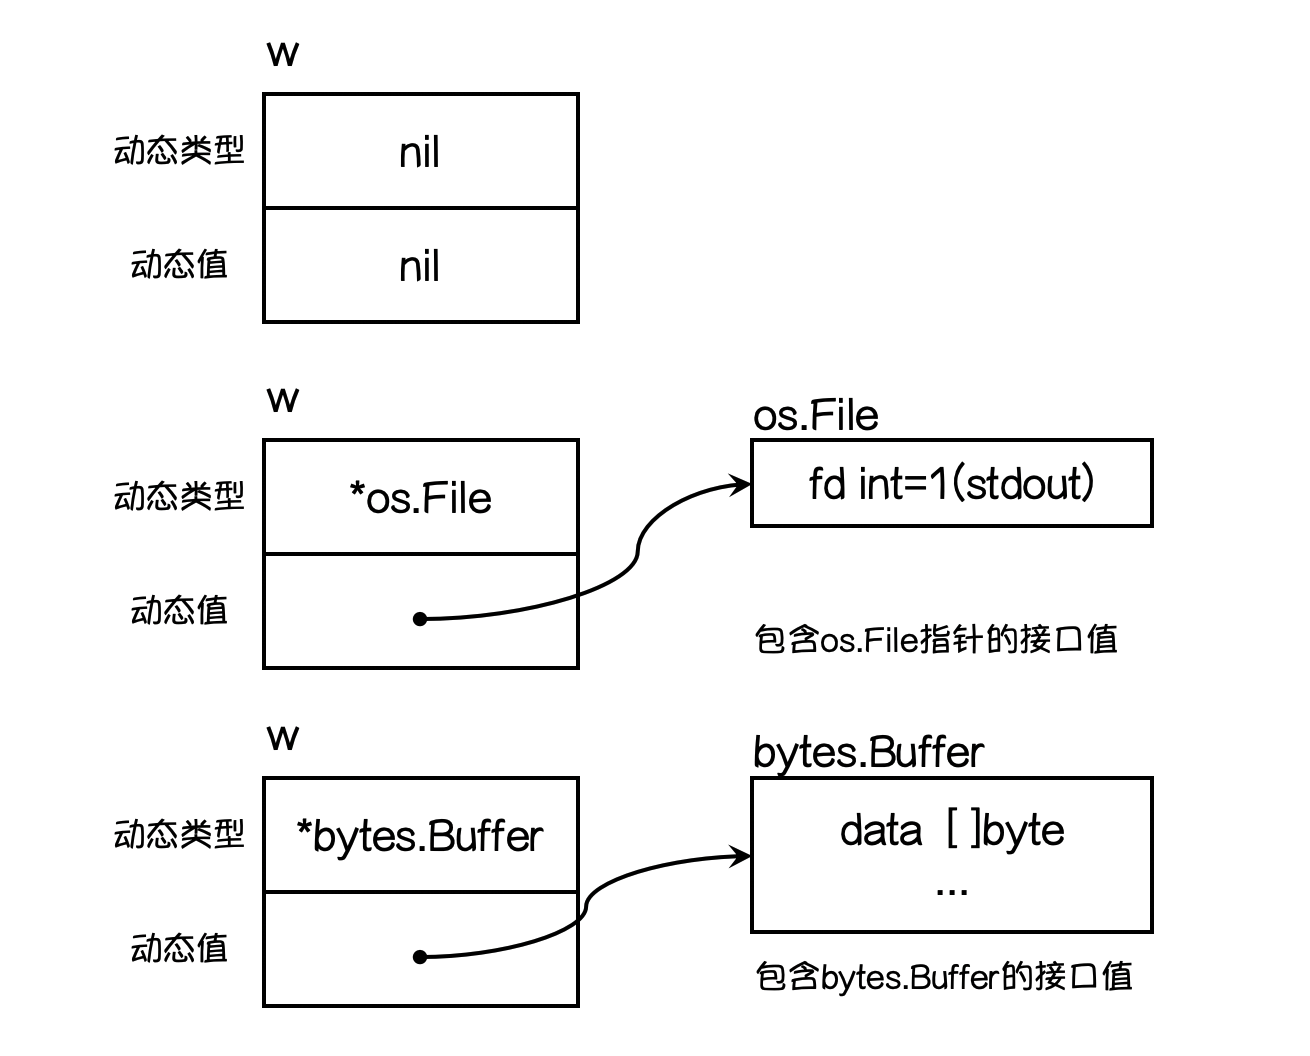 w
动态类型 nil
动态值 nil
w
os.File
动态类型 *os.File fd int=1(stdout)
动态值
包含os.File指针的接口值
w
bytes.Buffer
动态类型 *bytes.Buffer data [ ]byte
...
动态值
包含bytes.Buffer的接口值